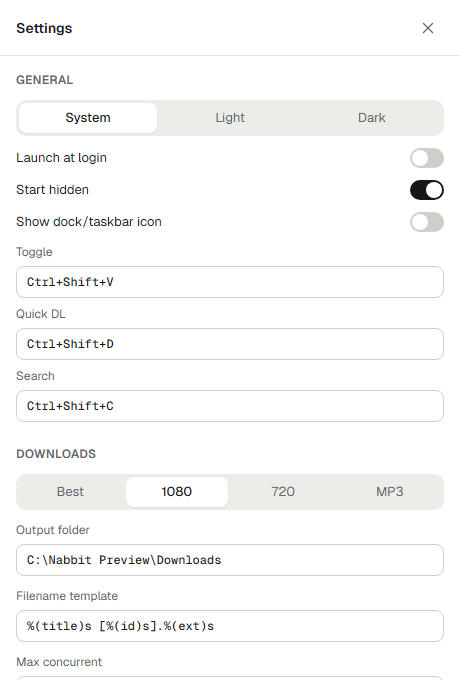 Settings
GENERAL
System Light Dark
Launch at login
Start hidden
Show dock/taskbar icon
Toggle
Ctrl+Shift+V
Quick DL
Ctrl+Shift+D
Search
Ctrl+Shift+C
DOWNLOADS
Best 1080 720 MP3
Output folder
C:\Nabbit Preview\Downloads
Filename template
%(title)s [%(id)s].%(ext)s
Max concurrent